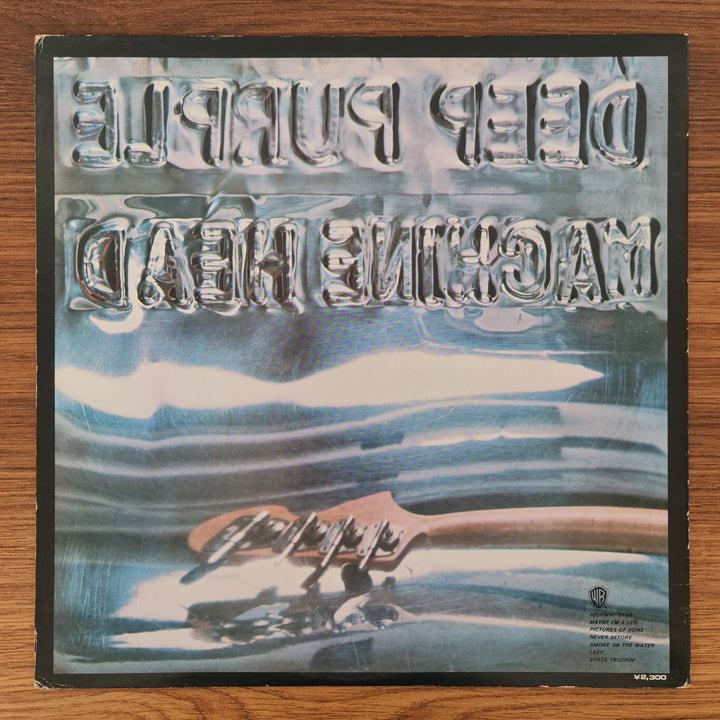 DEEP PURPLE
MACHINE HEAD
WB
HIGHWAY STAR
MAYBE I'M A LEO
PICTURES OF HOME
NEVER BEFORE
SMOKE ON THE WATER
LAZY
SPACE TRUCKIN'
¥2,300